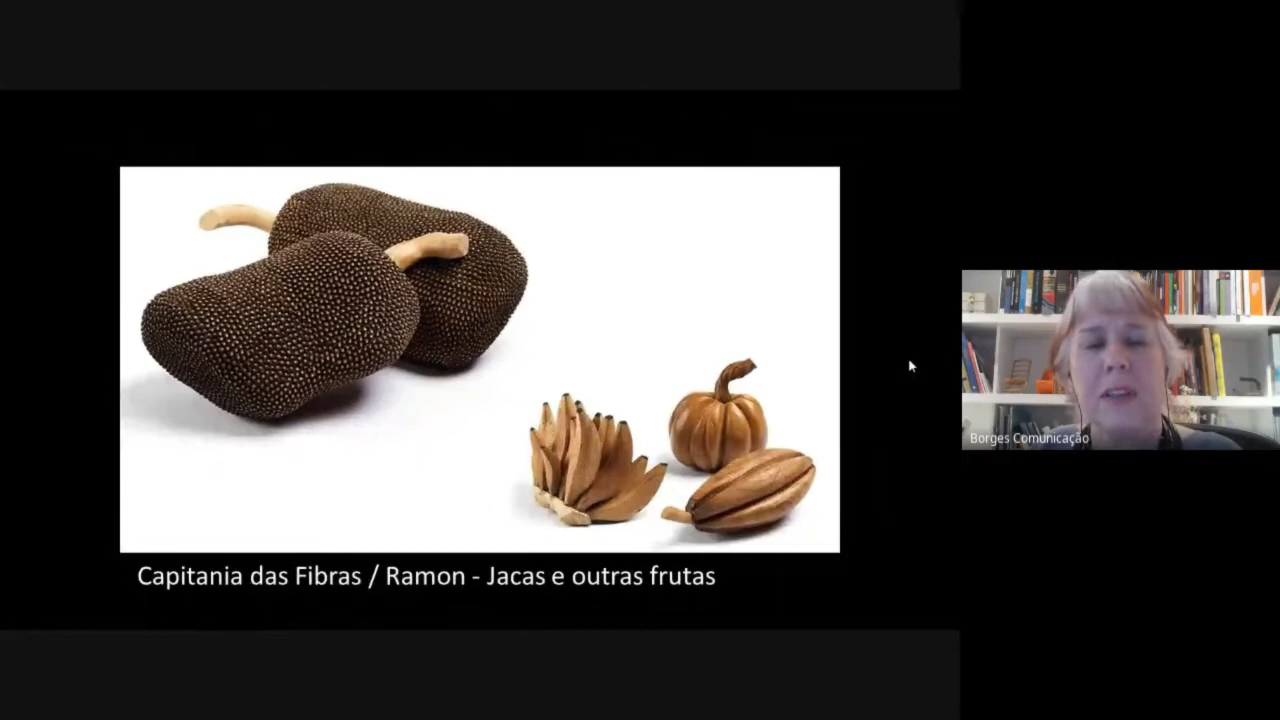 Capitania das Fibras / Ramon - Jacas e outras frutas
Borges Comunicação